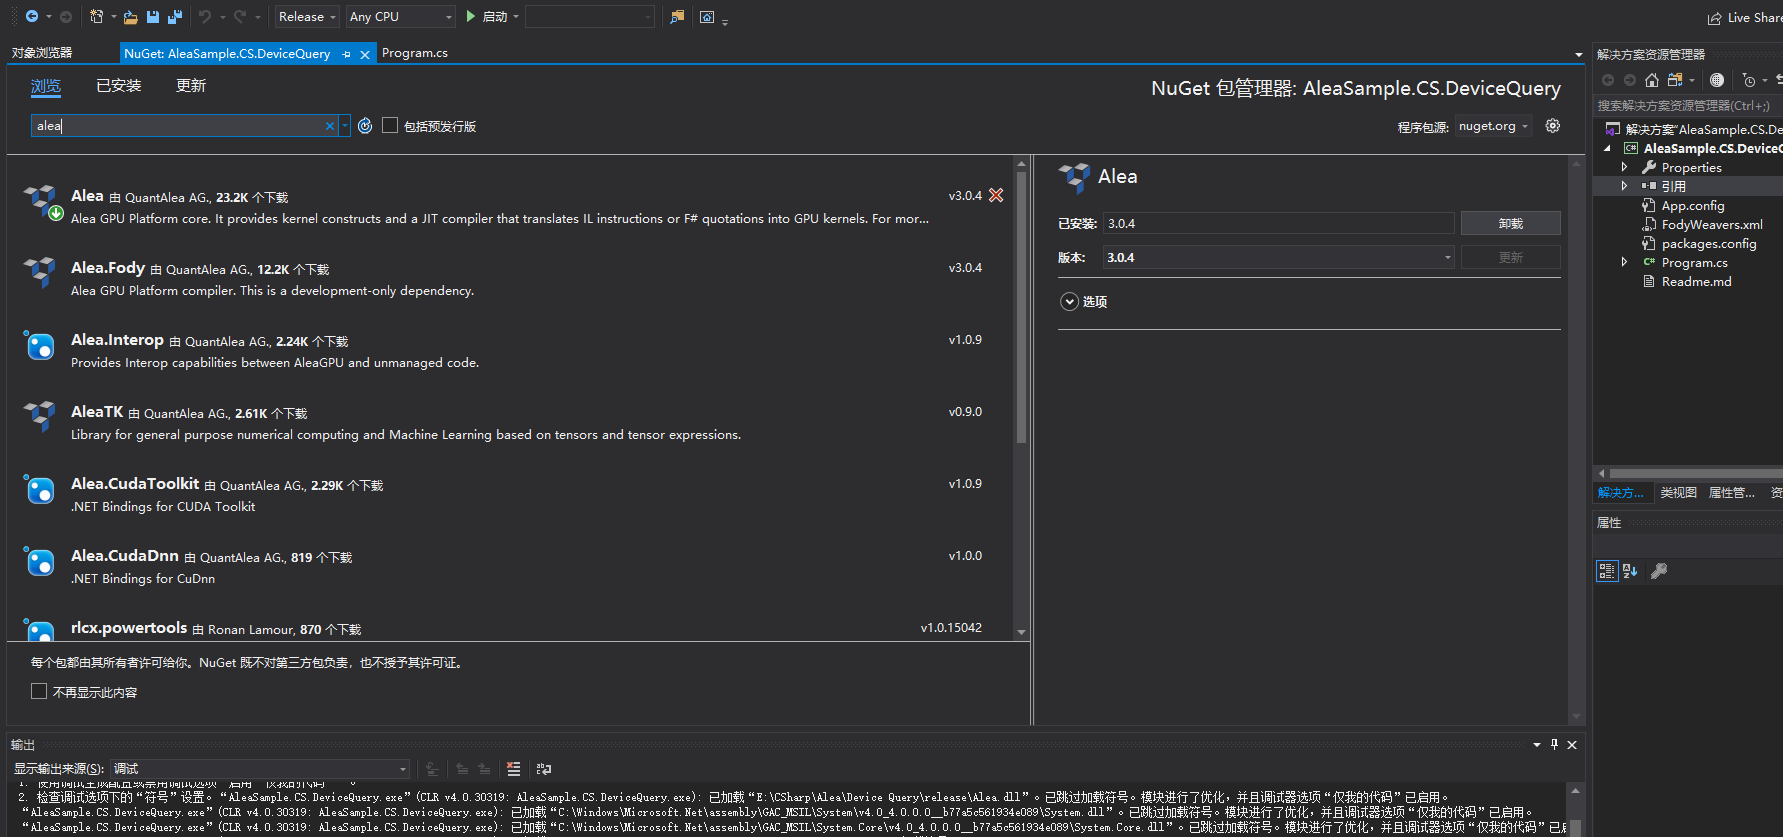 Release Any CPU 启动 Live Share
对象浏览器 NuGet: AleaSample.CS.DeviceQuery Program.cs
浏览 已安装 更新
NuGet 包管理器: AleaSample.CS.DeviceQuery
alea 包括预发行版
程序包源: nuget.org
Alea 由 QuantAlea AG., 23.2K 个下载 v3.0.4
Alea GPU Platform core. It provides kernel constructs and a JIT compiler that translates IL instructions or F# quotations into GPU kernels. For mor...
Alea.Fody 由 QuantAlea AG., 12.2K 个下载 v3.0.4
Alea GPU Platform compiler. This is a development-only dependency.
Alea.Interop 由 QuantAlea AG., 2.24K 个下载 v1.0.9
Provides Interop capabilities between AleaGPU and unmanaged code.
AleaTK 由 QuantAlea AG., 2.61K 个下载 v0.9.0
Library for general purpose numerical computing and Machine Learning based on tensors and tensor expressions.
Alea.CudaToolkit 由 QuantAlea AG., 2.29K 个下载 v1.0.9
.NET Bindings for CUDA Toolkit
Alea.CudaDnn 由 QuantAlea AG., 819 个下载 v1.0.0
.NET Bindings for CuDnn
rlcx.powertools 由 Ronan Lamour, 870 个下载 v1.0.15042
每个包都由其所有者许可给你。NuGet 既不对第三方包负责，也不授予其许可证。
不再显示此内容
Alea
已安装: 3.0.4 卸载
版本: 3.0.4 更新
选项
解决方案资源管理器
搜索解决方案资源管理器(Ctrl+;)
解决方案"AleaSample.CS.De
AleaSample.CS.DeviceQ
Properties
引用
App.config
FodyWeavers.xml
packages.config
Program.cs
Readme.md
解决方... 类视图 属性管... 资
属性
输出
显示输出来源(S): 调试
1. 使用调试生成配置或禁用调试选项“启用“仅我的代码””。
2. 检查调试选项下的“符号”设置。“AleaSample.CS.DeviceQuery.exe”(CLR v4.0.30319: AleaSample.CS.DeviceQuery.exe): 已加载“E:\CSharp\Alea\Device Query\release\Alea.dll”。已跳过加载符号。模块进行了优化，并且调试器选项“仅我的代码”已启用。
“AleaSample.CS.DeviceQuery.exe”(CLR v4.0.30319: AleaSample.CS.DeviceQuery.exe): 已加载“C:\Windows\Microsoft.Net\assembly\GAC_MSIL\System\v4.0_4.0.0.0__b77a5c561934e089\System.dll”。已跳过加载符号。模块进行了优化，并且调试器选项“仅我的代码”已启用。
“AleaSample.CS.DeviceQuery.exe”(CLR v4.0.30319: AleaSample.CS.DeviceQuery.exe): 已加载“C:\Windows\Microsoft.Net\assembly\GAC_MSIL\System.Core\v4.0_4.0.0.0__b77a5c561934e089\System.Core.dll”。已跳过加载符号。模块进行了优化，并且调试器选项“仅我的代码”已启